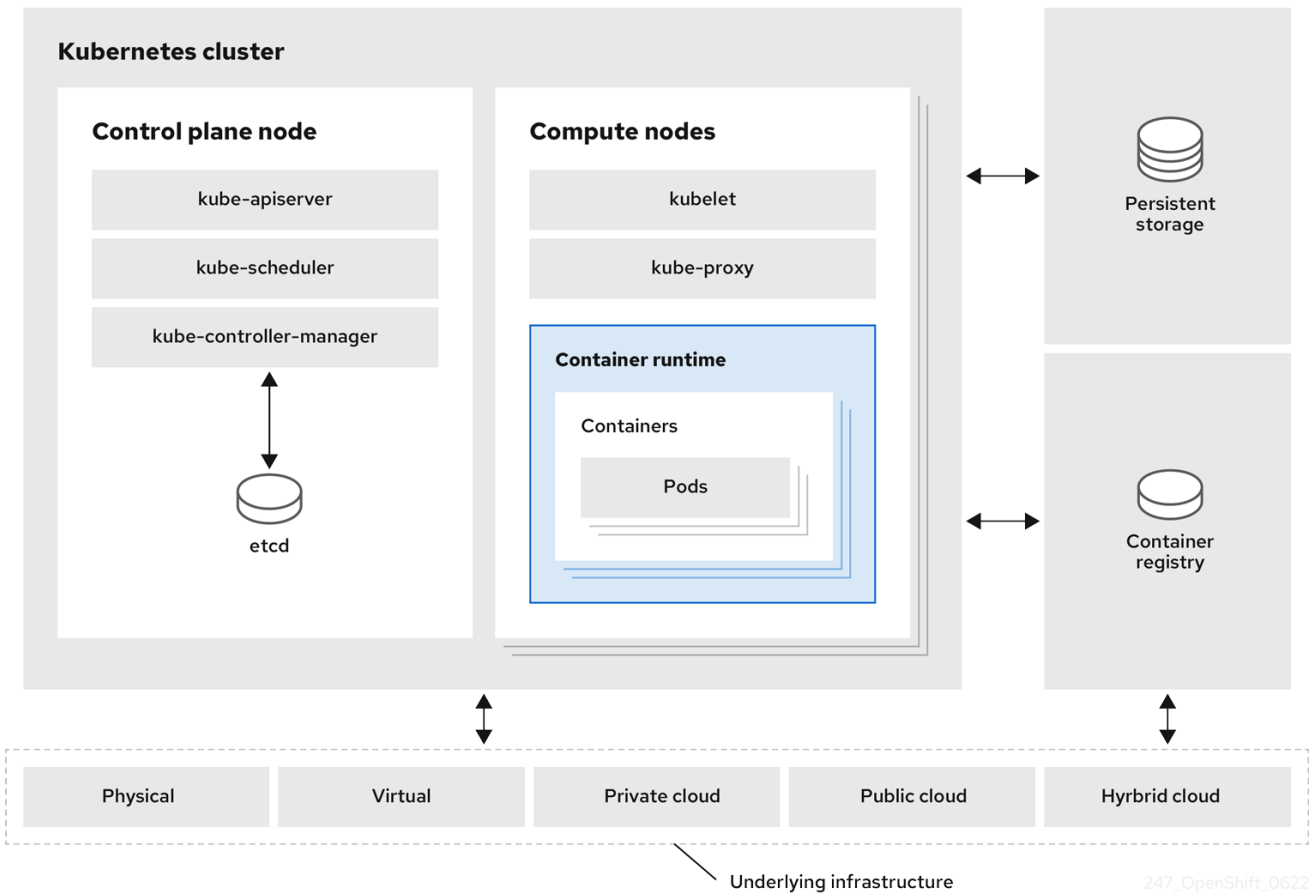 Kubernetes cluster
Control plane node
kube-apiserver
kube-scheduler
kube-controller-manager
etcd
Compute nodes
kubelet
kube-proxy
Container runtime
Containers
Pods
Persistent
storage
Container
registry
Physical
Virtual
Private cloud
Public cloud
Hyrbrid cloud
Underlying infrastructure
247_OpenShift_0622